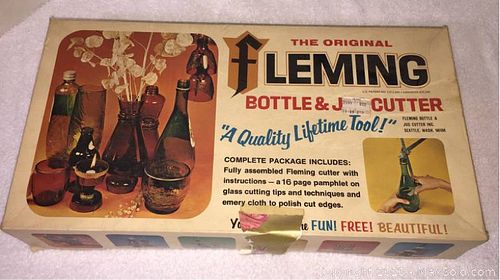 THE ORIGINAL
FLEMING
BOTTLE & J CUTTER
"A Quality Lifetime Tool!"
FLEMING BOTTLE &
JUG CUTTER INC.
SEATTLE, WASH.
COMPLETE PACKAGE INCLUDES:
Fully assembled Fleming cutter with
instructions — a 16 page pamphlet on
glass cutting tips and techniques and
emery cloth to polish cut edges.
FUN! FREE! BEAUTIFUL!